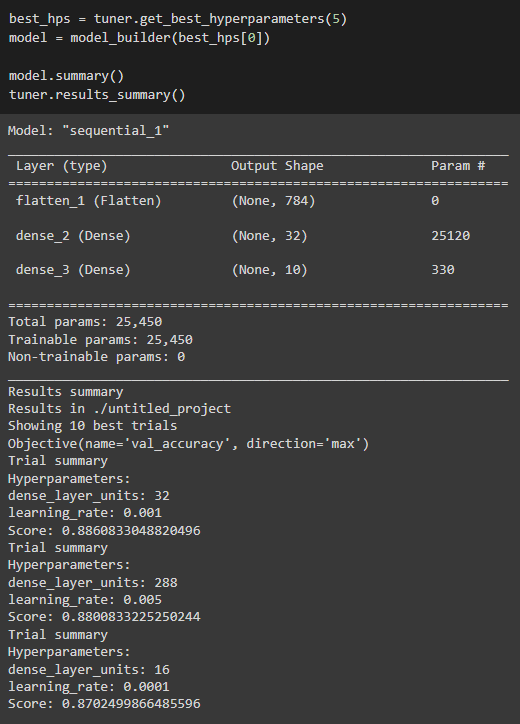 best_hps = tuner.get_best_hyperparameters(5)
model = model_builder(best_hps[0])
model.summary()
tuner.results_summary()
Model: "sequential_1"
Layer (type) Output Shape Param #
=================================================================
flatten_1 (Flatten) (None, 784) 0
dense_2 (Dense) (None, 32) 25120
dense_3 (Dense) (None, 10) 330
=================================================================
Total params: 25,450
Trainable params: 25,450
Non-trainable params: 0
Results summary
Results in ./untitled_project
Showing 10 best trials
Objective(name='val_accuracy', direction='max')
Trial summary
Hyperparameters:
dense_layer_units: 32
learning_rate: 0.001
Score: 0.8860833048820496
Trial summary
Hyperparameters:
dense_layer_units: 288
learning_rate: 0.005
Score: 0.8800833225250244
Trial summary
Hyperparameters:
dense_layer_units: 16
learning_rate: 0.0001
Score: 0.8702499866485596